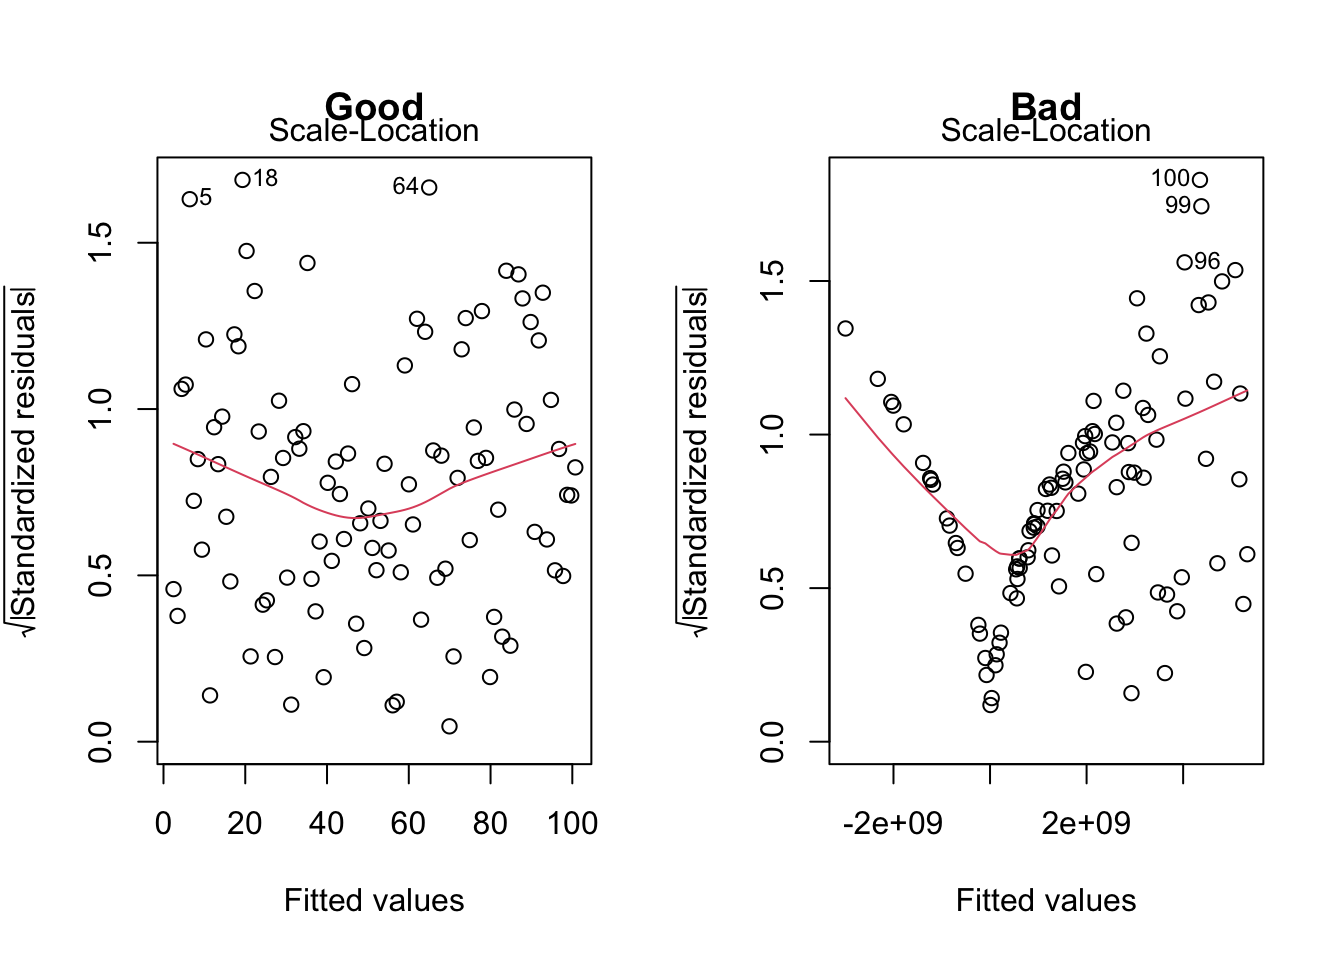 Good
Scale-Location
√|Standardized residuals|
0.0 0.5 1.0 1.5
5
18
64
0 20 40 60 80 100
Fitted values
Bad
Scale-Location
√|Standardized residuals|
0.0 0.5 1.0 1.5
100
99
96
-2e+09 2e+09
Fitted values